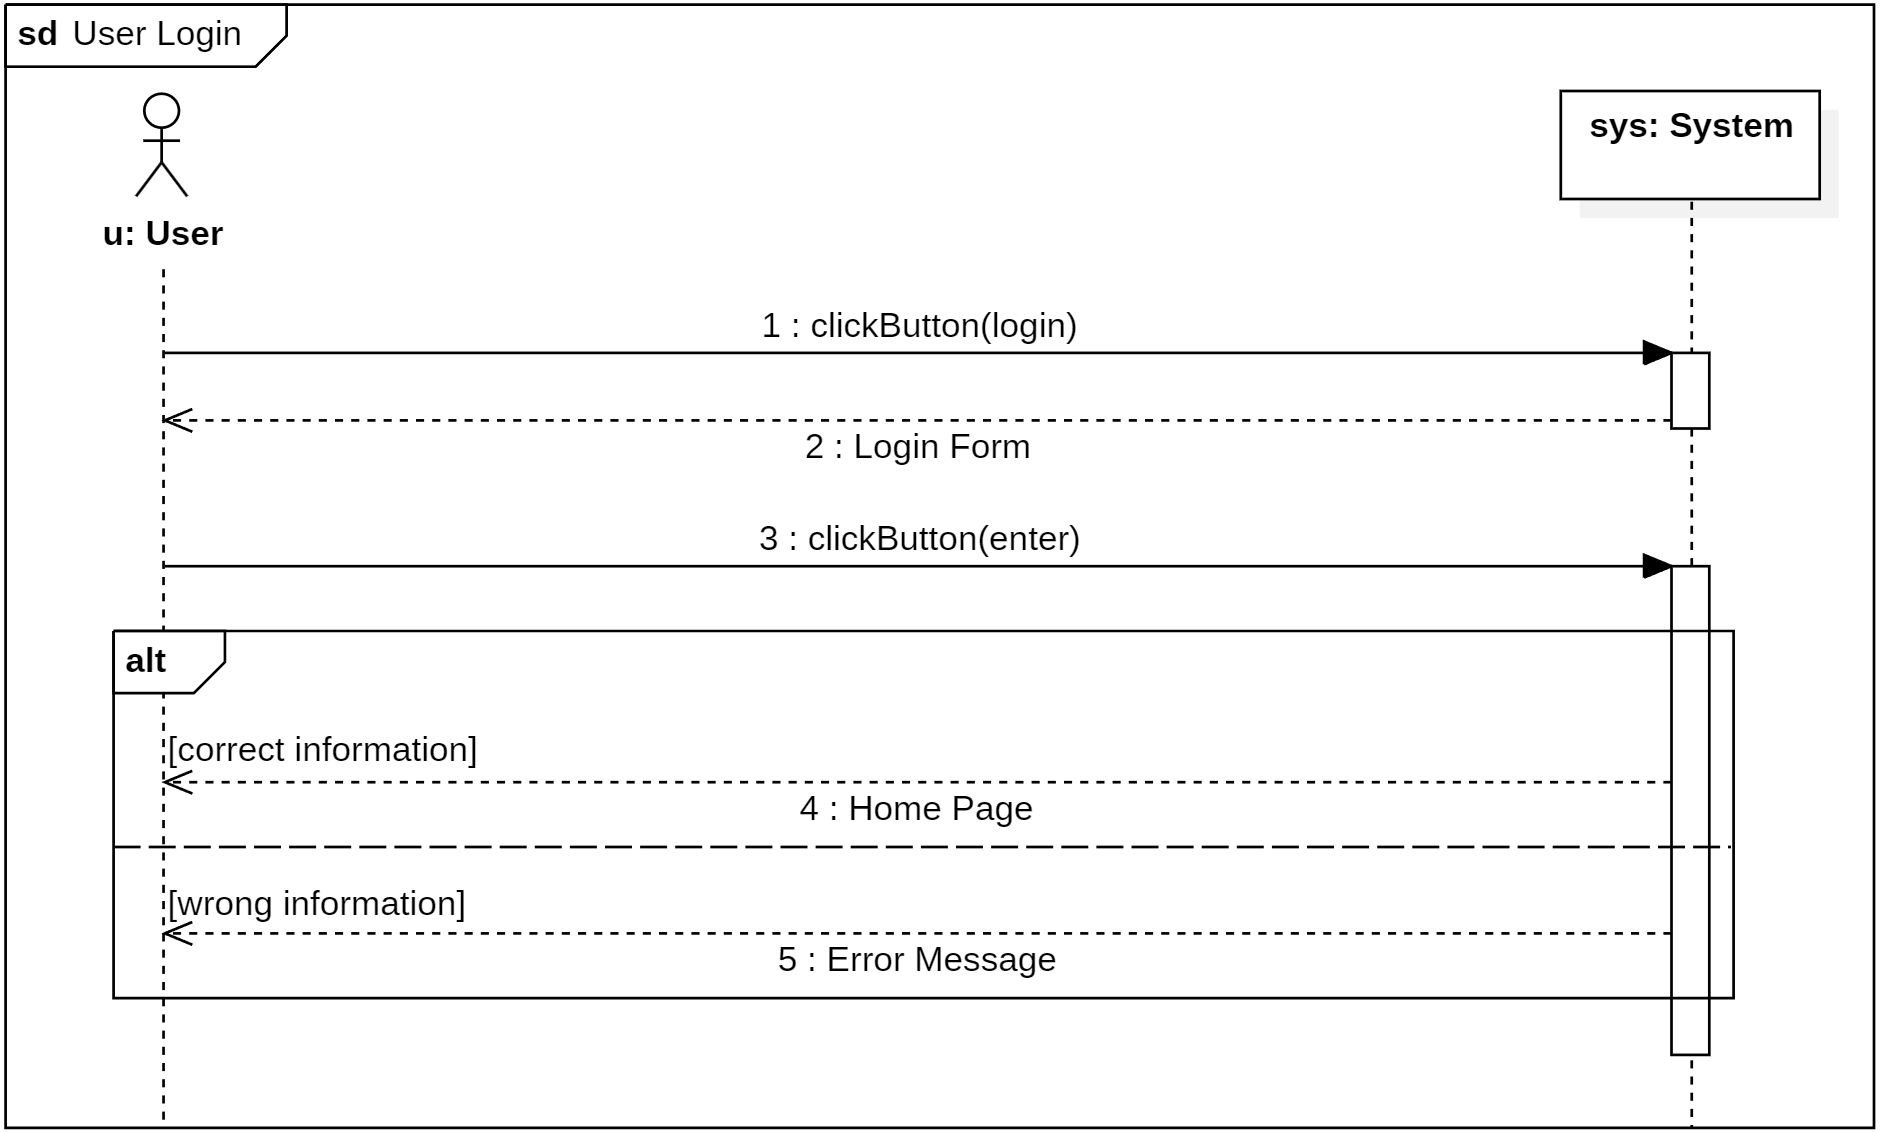 sd User Login
u: User
sys: System
1 : clickButton(login)
2 : Login Form
3 : clickButton(enter)
alt
[correct information]
4 : Home Page
[wrong information]
5 : Error Message